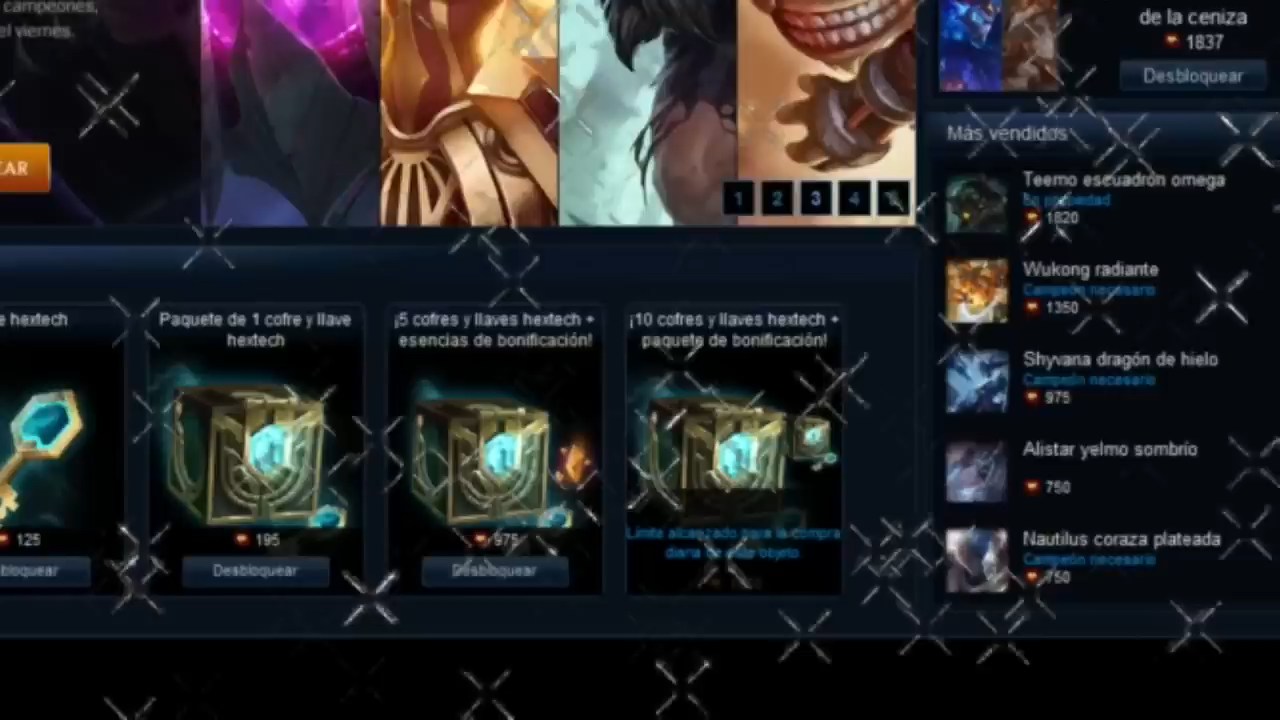 campeones,
el viernes.
EAR
1 2 3 4
de la ceniza
1837
Desbloquear
Más vendidos
Teemo escuadrón omega
En propiedad
1820
Wukong radiante
Campeón necesario
1350
Shyvana dragón de hielo
Campeón necesario
975
Alistar yelmo sombrío
750
Nautilus coraza plateada
Campeón necesario
750
hextech
125
bloquear
Paquete de 1 cofre y llave
hextech
195
Desbloquear
¡5 cofres y llaves hextech +
esencias de bonificación!
975
Desbloquear
¡10 cofres y llaves hextech +
paquete de bonificación!
Límite alcanzado para la compra
diaria de este objeto